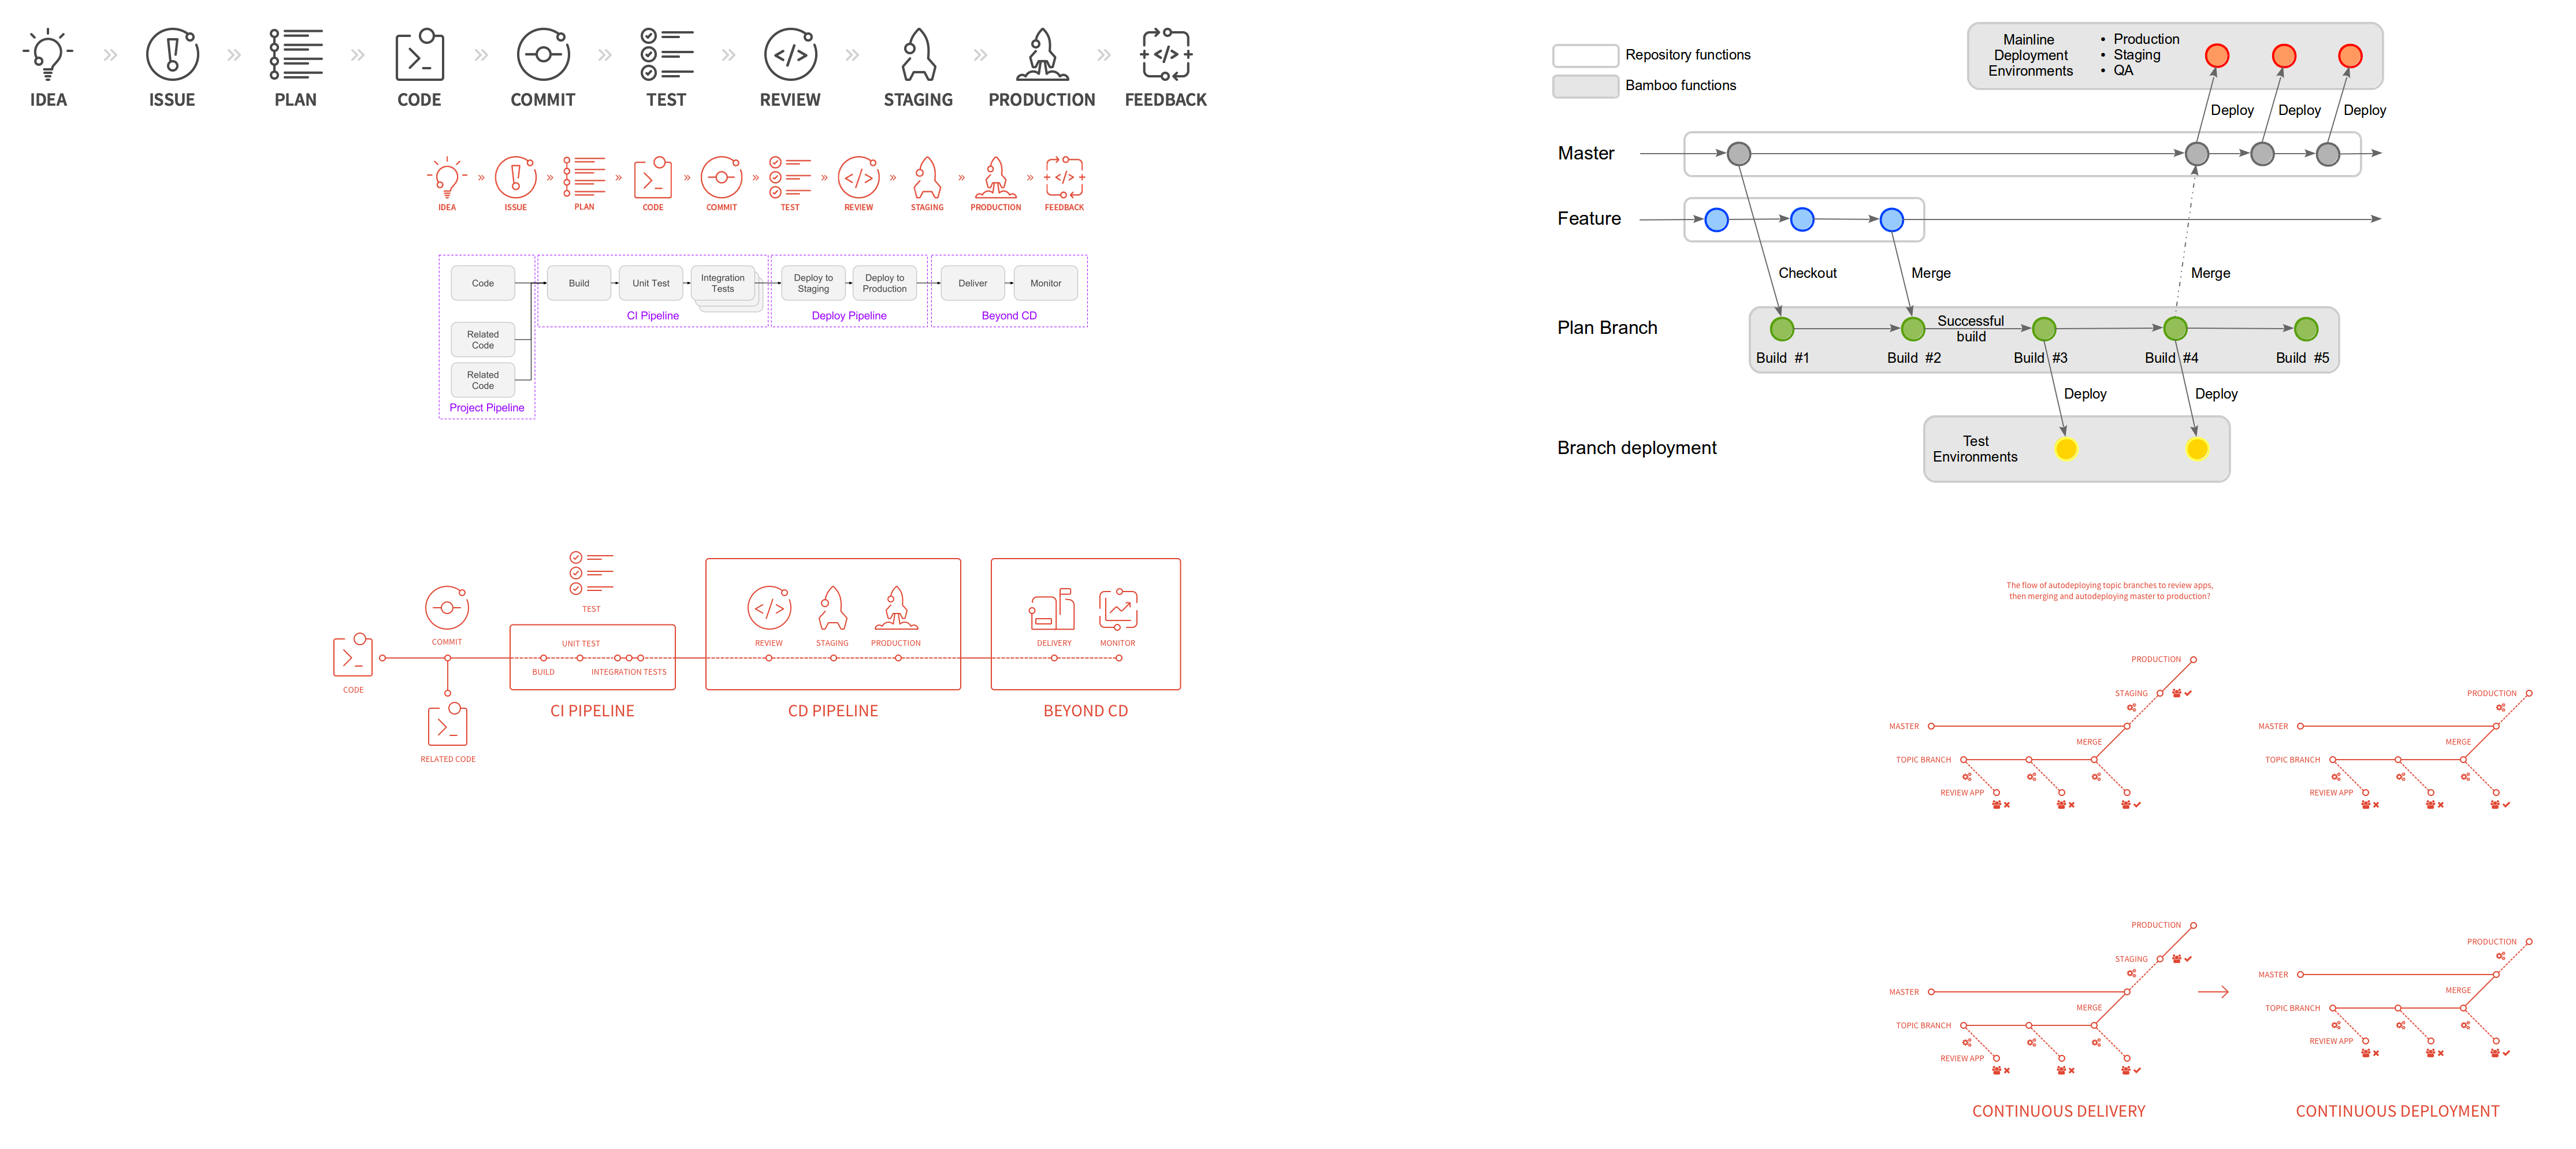 IDEA
ISSUE
PLAN
CODE
COMMIT
TEST
REVIEW
STAGING
PRODUCTION
FEEDBACK
IDEA
ISSUE
PLAN
CODE
COMMIT
TEST
REVIEW
STAGING
PRODUCTION
FEEDBACK
Code
Build
Unit Test
Integration
Tests
Deploy to
Staging
Deploy to
Production
Deliver
Monitor
CI Pipeline
Deploy Pipeline
Beyond CD
Related
Code
Related
Code
Project Pipeline
TEST
COMMIT
CODE
RELATED CODE
UNIT TEST
BUILD
INTEGRATION TESTS
CI PIPELINE
REVIEW
STAGING
PRODUCTION
CD PIPELINE
DELIVERY
MONITOR
BEYOND CD
Repository functions
Bamboo functions
Mainline
Deployment
Environments
• Production
• Staging
• QA
Deploy
Deploy
Deploy
Master
Feature
Checkout
Merge
Merge
Plan Branch
Successful
build
Build #1
Build #2
Build #3
Build #4
Build #5
Deploy
Deploy
Branch deployment
Test
Environments
The flow of autodeploying topic branches to review apps,
then merging and autodeploying master to production?
PRODUCTION
STAGING
MASTER
MERGE
TOPIC BRANCH
REVIEW APP
PRODUCTION
MASTER
MERGE
TOPIC BRANCH
REVIEW APP
PRODUCTION
STAGING
MASTER
MERGE
TOPIC BRANCH
REVIEW APP
CONTINUOUS DELIVERY
PRODUCTION
MASTER
MERGE
TOPIC BRANCH
REVIEW APP
CONTINUOUS DEPLOYMENT